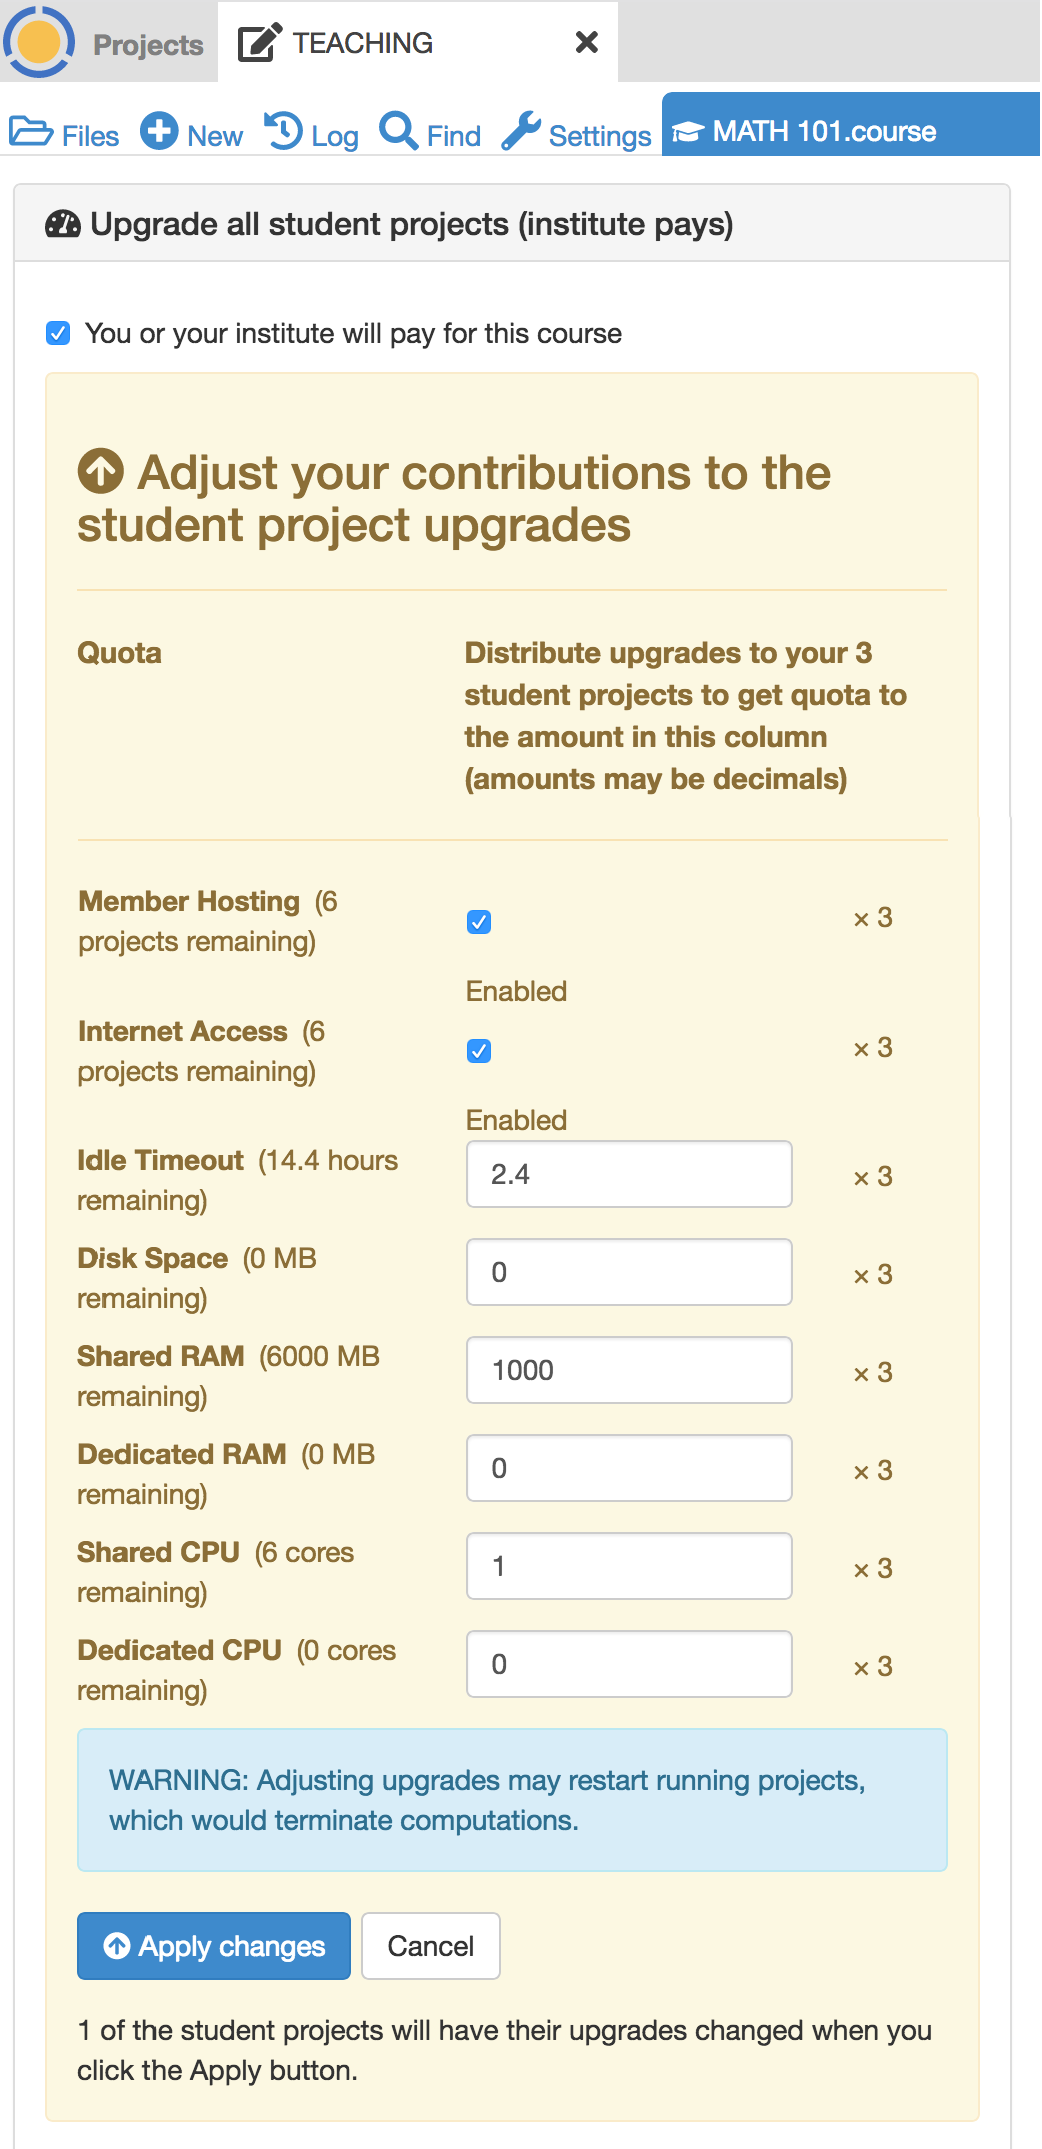 Projects TEACHING
Files New Log Find Settings MATH 101.course
Upgrade all student projects (institute pays)
You or your institute will pay for this course
Adjust your contributions to the
student project upgrades
Quota
Distribute upgrades to your 3
student projects to get quota to
the amount in this column
(amounts may be decimals)
Member Hosting (6
projects remaining)
× 3
Enabled
Internet Access (6
projects remaining)
× 3
Enabled
Idle Timeout (14.4 hours
remaining)
2.4
× 3
Disk Space (0 MB
remaining)
0
× 3
Shared RAM (6000 MB
remaining)
1000
× 3
Dedicated RAM (0 MB
remaining)
0
× 3
Shared CPU (6 cores
remaining)
1
× 3
Dedicated CPU (0 cores
remaining)
0
× 3
WARNING: Adjusting upgrades may restart running projects,
which would terminate computations.
Apply changes Cancel
1 of the student projects will have their upgrades changed when you
click the Apply button.